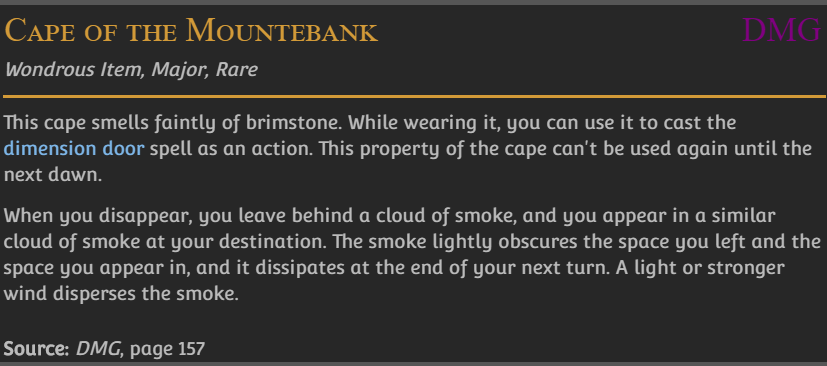 Cape of the Mountebank DMG
Wondrous Item, Major, Rare
This cape smells faintly of brimstone. While wearing it, you can use it to cast the
dimension door spell as an action. This property of the cape can't be used again until the
next dawn.
When you disappear, you leave behind a cloud of smoke, and you appear in a similar
cloud of smoke at your destination. The smoke lightly obscures the space you left and the
space you appear in, and it dissipates at the end of your next turn. A light or stronger
wind disperses the smoke.
Source: DMG, page 157